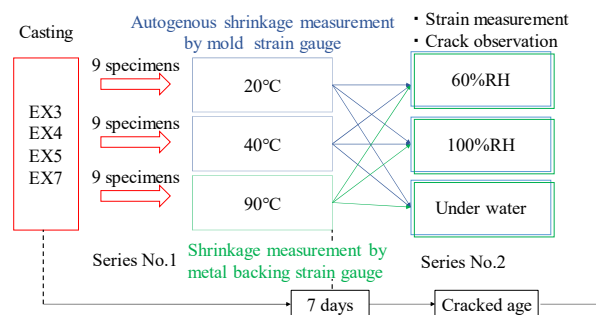 Casting
Autogenous shrinkage measurement
by mold strain gauge
・Strain measurement
・Crack observation
9 specimens
20℃
60%RH
EX3
EX4
EX5
EX7
9 specimens
40℃
100%RH
9 specimens
90℃
Under water
Series No.1
Shrinkage measurement by
metal backing strain gauge
Series No.2
7 days
Cracked age